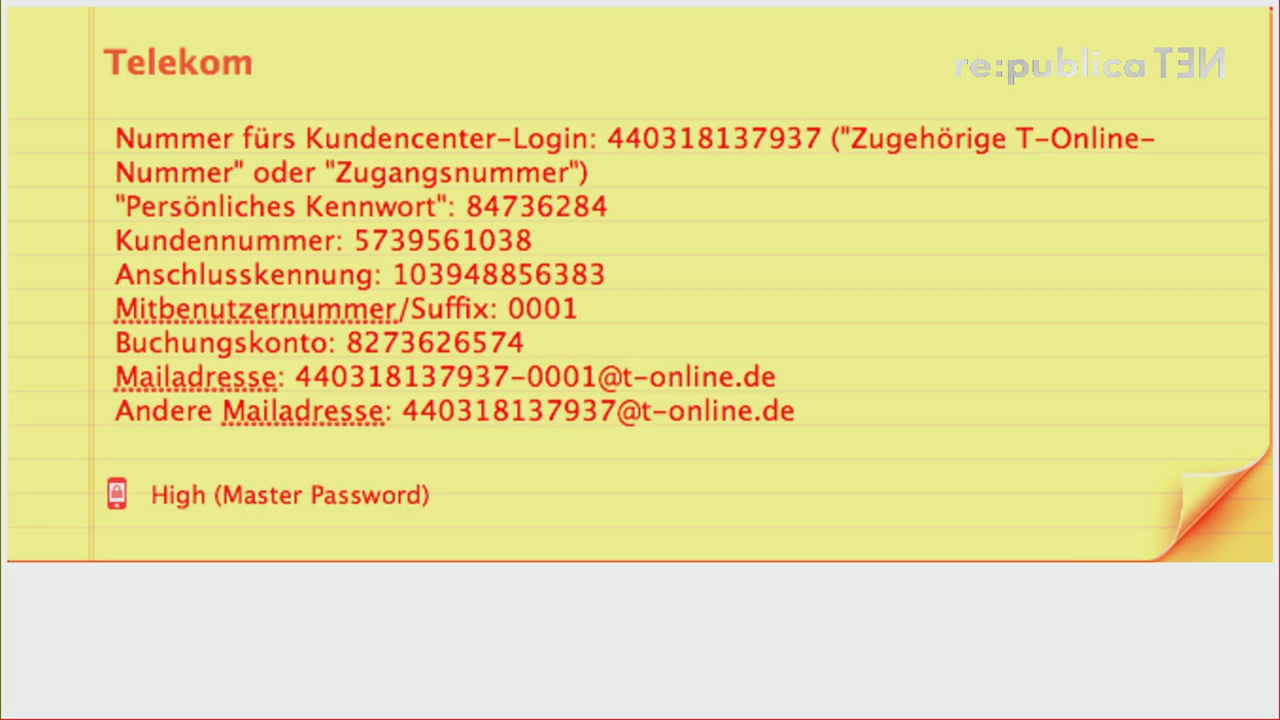 Telekom
re:publica TEN
Nummer fürs Kundencenter-Login: 440318137937 ("Zugehörige T-Online-
Nummer" oder "Zugangsnummer")
"Persönliches Kennwort": 84736284
Kundennummer: 5739561038
Anschlusskennung: 103948856383
Mitbenutzernummer/Suffix: 0001
Buchungskonto: 8273626574
Mailadresse: 440318137937-0001@t-online.de
Andere Mailadresse: 440318137937@t-online.de
High (Master Password)